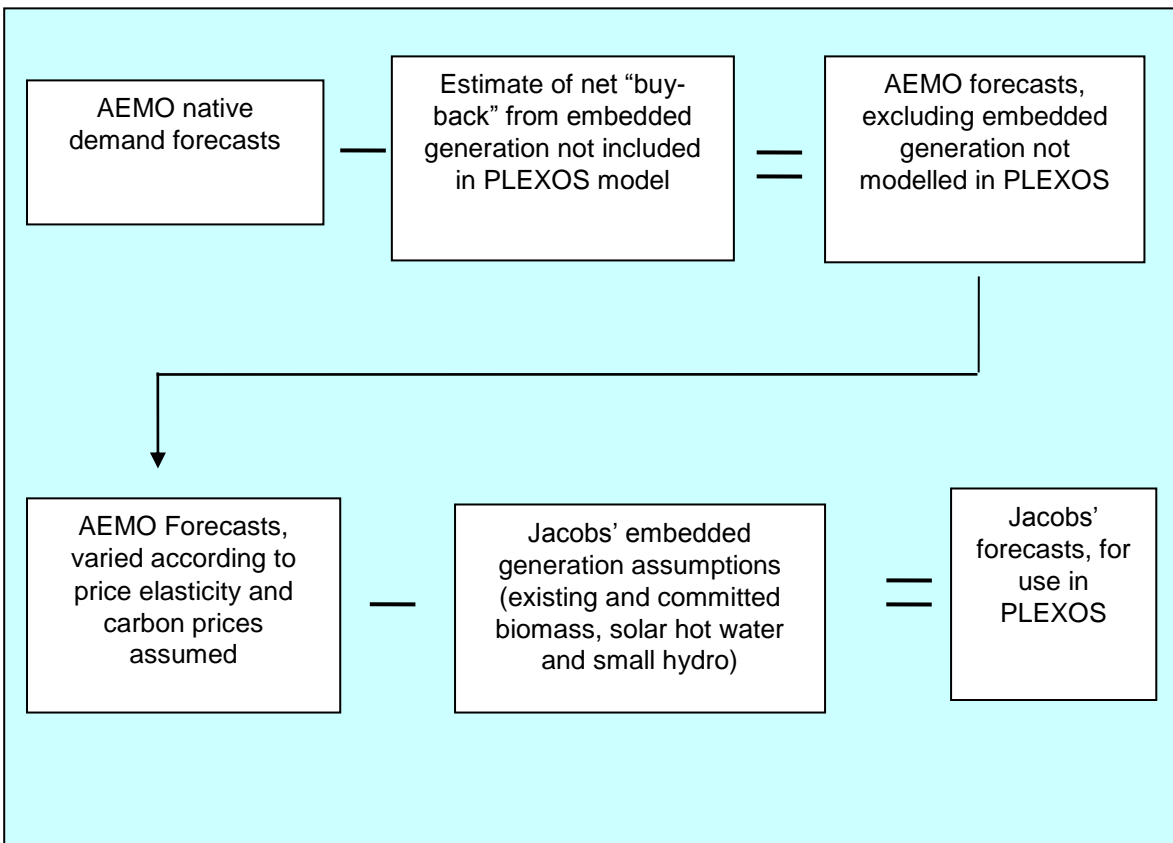 AEMO native
demand forecasts
Estimate of net “buy-
back” from embedded
generation not included
in PLEXOS model
AEMO forecasts,
excluding embedded
generation not
modelled in PLEXOS
AEMO Forecasts,
varied according to
price elasticity and
carbon prices
assumed
Jacobs’ embedded
generation assumptions
(existing and committed
biomass, solar hot water
and small hydro)
Jacobs’
forecasts, for
use in
PLEXOS